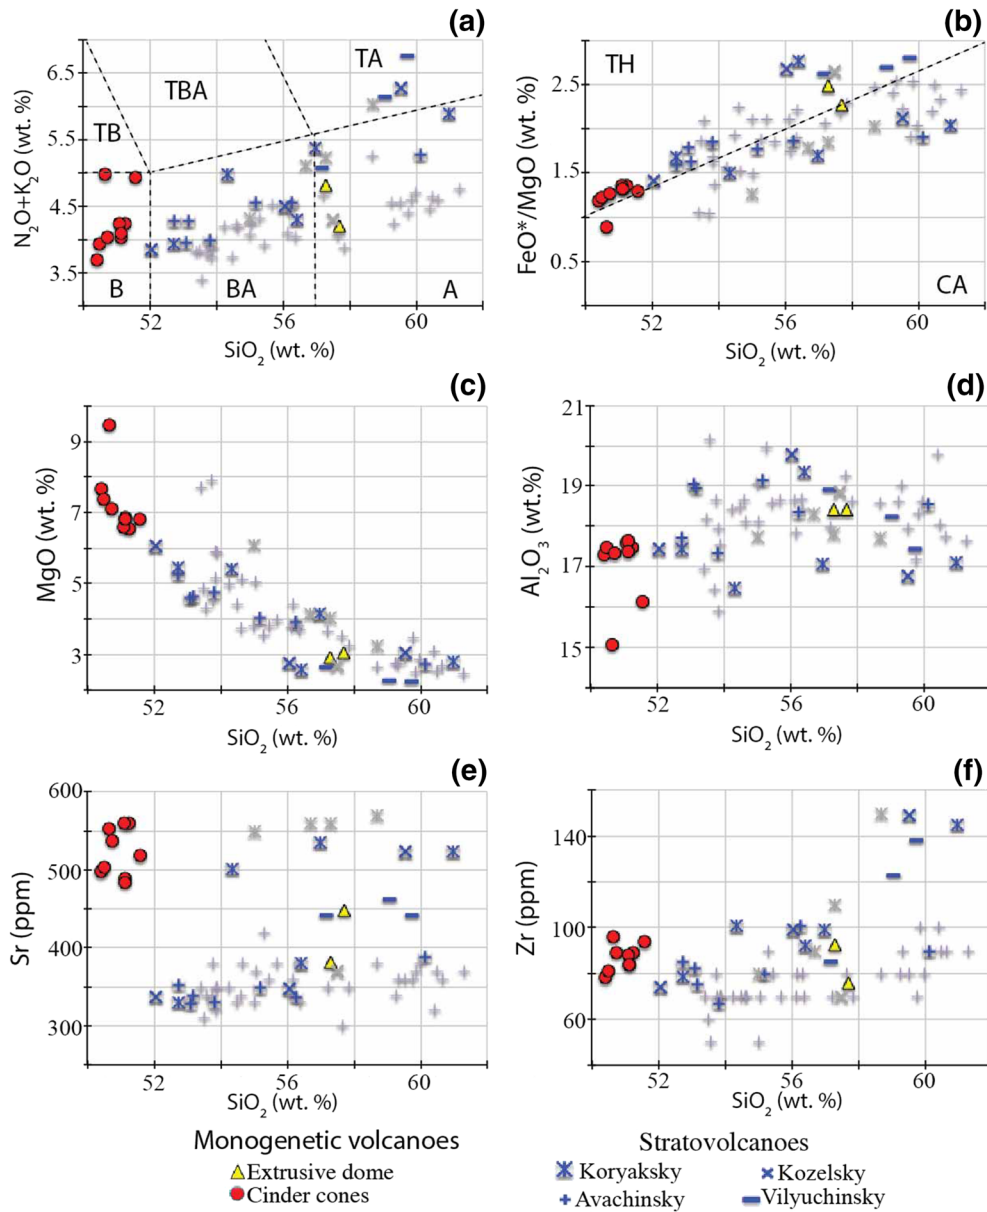 (a)
6.5
5.5
4.5
3.5
N₂O+K₂O (wt. %)
TB
TBA
TA
B
BA
A
52
56
60
SiO₂ (wt. %)
(b)
2.5
1.5
0.5
FeO*/MgO (wt. %)
TH
CA
52
56
60
SiO₂ (wt. %)
(c)
9
7
5
3
MgO (wt. %)
52
56
60
SiO₂ (wt. %)
(d)
21
19
17
15
Al₂O₃ (wt.%)
52
56
60
SiO₂ (wt. %)
(e)
600
500
400
300
Sr (ppm)
52
56
60
SiO₂ (wt. %)
(f)
140
100
60
Zr (ppm)
52
56
60
SiO₂ (wt. %)
Monogenetic volcanoes
Extrusive dome
Cinder cones
Stratovolcanoes
Koryaksky
Kozelsky
Avachinsky
Vilyuchinsky